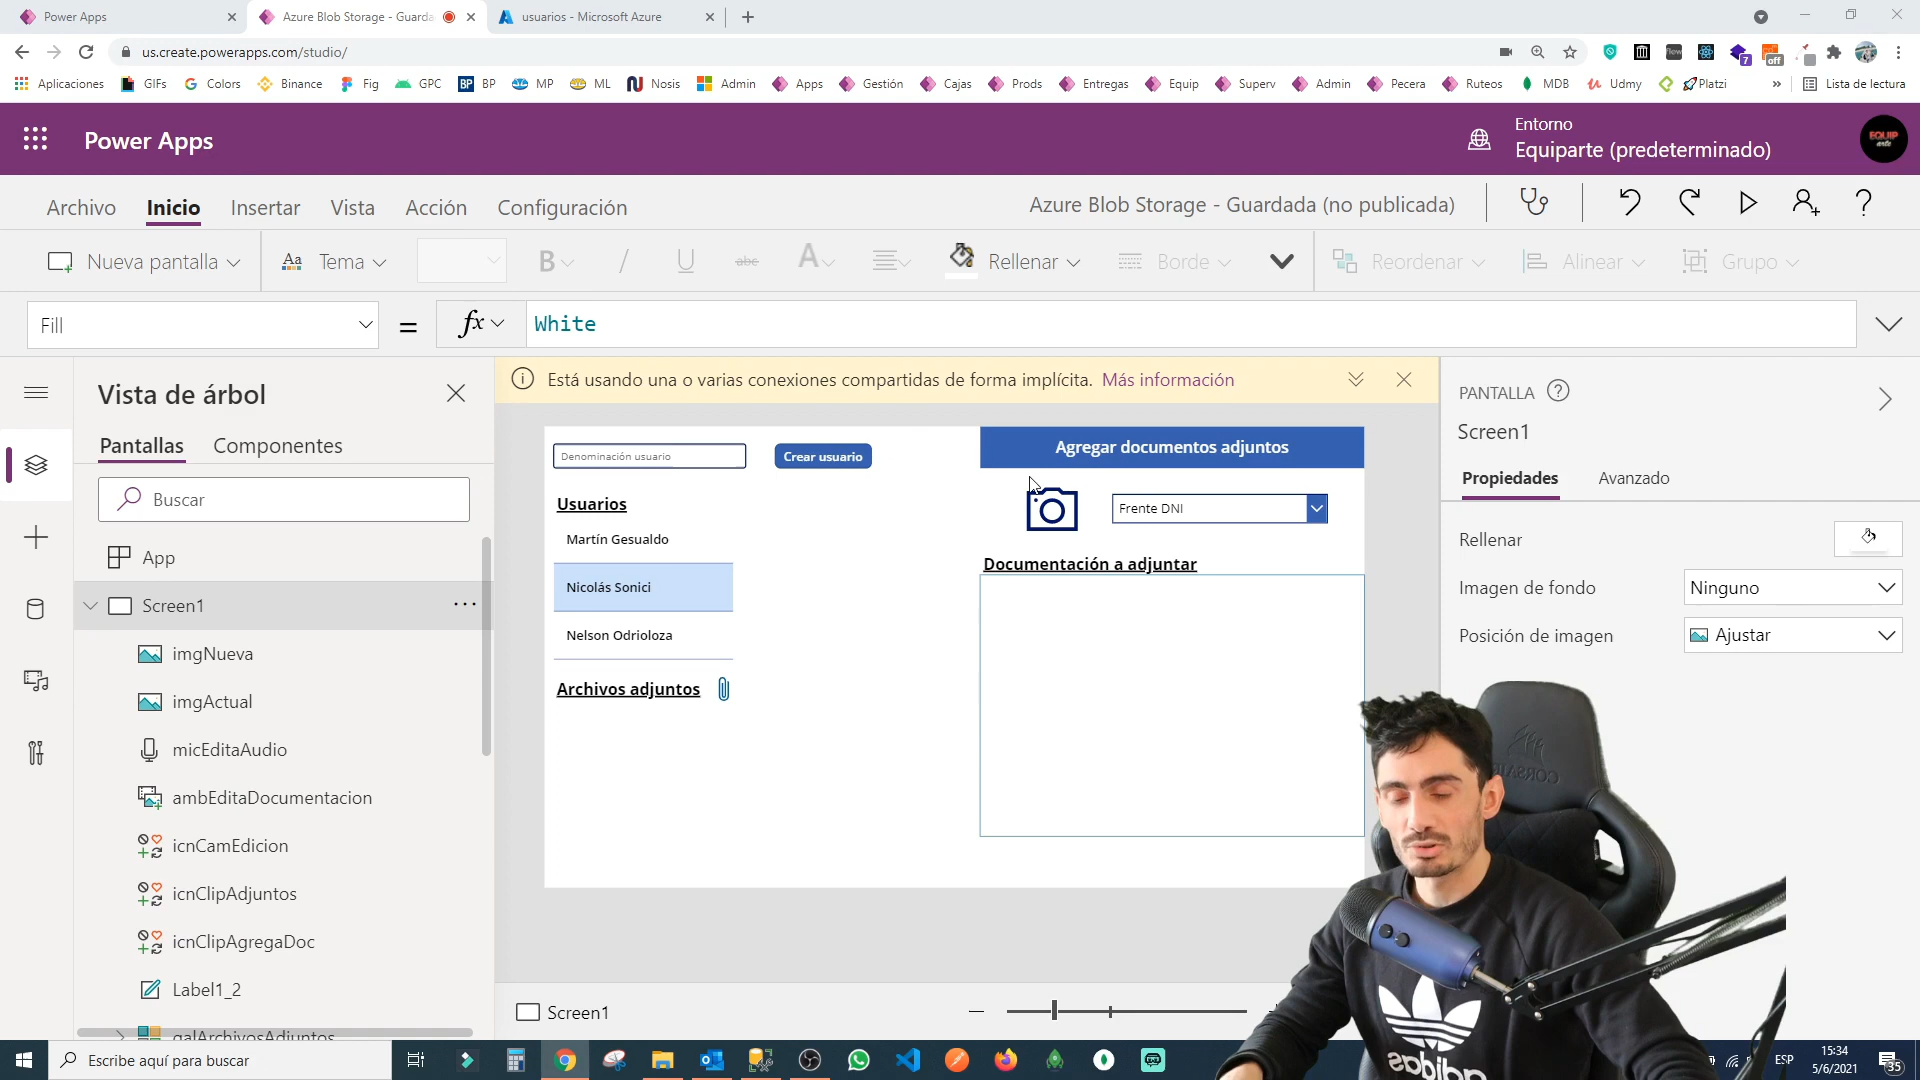 Power Apps
Azure Blob Storage - Guarda
usuarios - Microsoft Azure
us.create.powerapps.com/studio/
Aplicaciones GIFs Colors Binance Fig GPC BP MP ML Nosis Admin Apps Gestión Cajas Prods Entregas Equip Superv Admin Pecera Ruteos MDB Udmy Platzi » Lista de lectura
Power Apps
Entorno
Equiparte (predeterminado)
Archivo Inicio Insertar Vista Acción Configuración
Azure Blob Storage - Guardada (no publicada)
Nueva pantalla Tema B / U abc A Rellenar Borde Reordenar Alinear Grupo
Fill = fx White
Vista de árbol
Pantallas Componentes
Buscar
App
Screen1
imgNueva
imgActual
micEditaAudio
ambEditaDocumentacion
icnCamEdicion
icnClipAdjuntos
icnClipAgregaDoc
Label1_2
galArchivosAdjuntos
Está usando una o varias conexiones compartidas de forma implícita. Más información
Denominación usuario
Crear usuario
Usuarios
Martín Gesualdo
Nicolás Sonici
Nelson Odrioloza
Archivos adjuntos
Agregar documentos adjuntos
Frente DNI
Documentación a adjuntar
Screen1
PANTALLA
Screen1
Propiedades Avanzado
Rellenar
Imagen de fondo Ninguno
Posición de imagen Ajustar
CORSAIR
adidas
Escribe aquí para buscar
ESP
15:34
5/6/2021
35